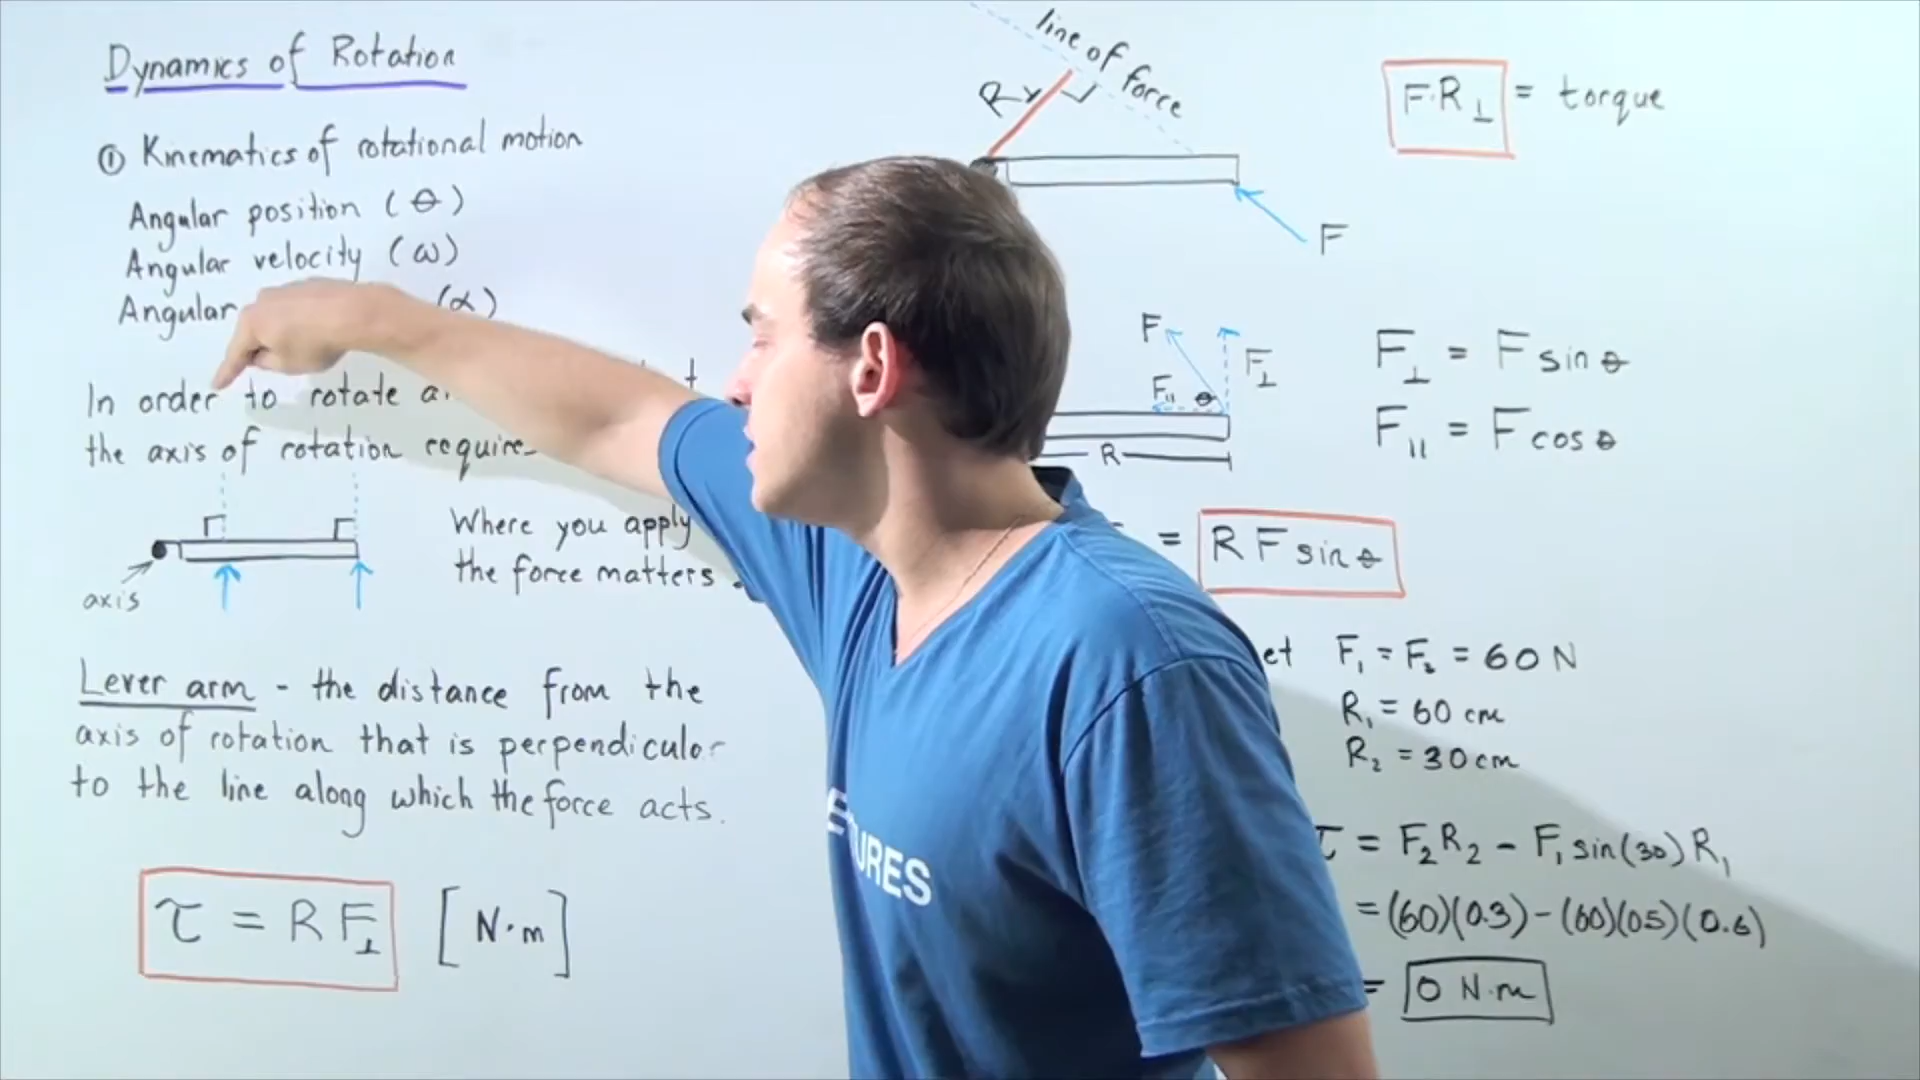 Dynamics of Rotation
① Kinematics of rotational motion
Angular position (θ)
Angular velocity (ω)
Angular (α)
In order to rotate
the axis of rotation require
axis
Where you apply
the force matters
Lever arm - the distance from the
axis of rotation that is perpendicular
to the line along which the force acts.
τ = R F⊥ [N·m]
line of force
R⊥
F
F·R⊥ = torque
F
F⊥
F∥ θ
R
F⊥ = F sin θ
F∥ = F cos θ
= R F sin θ
et F₁ = F₂ = 60 N
R₁ = 60 cm
R₂ = 30 cm
τ = F₂R₂ - F₁ sin(30) R₁
= (60)(0.3) - (60)(0.5)(0.6)
= 0 N·m
URES